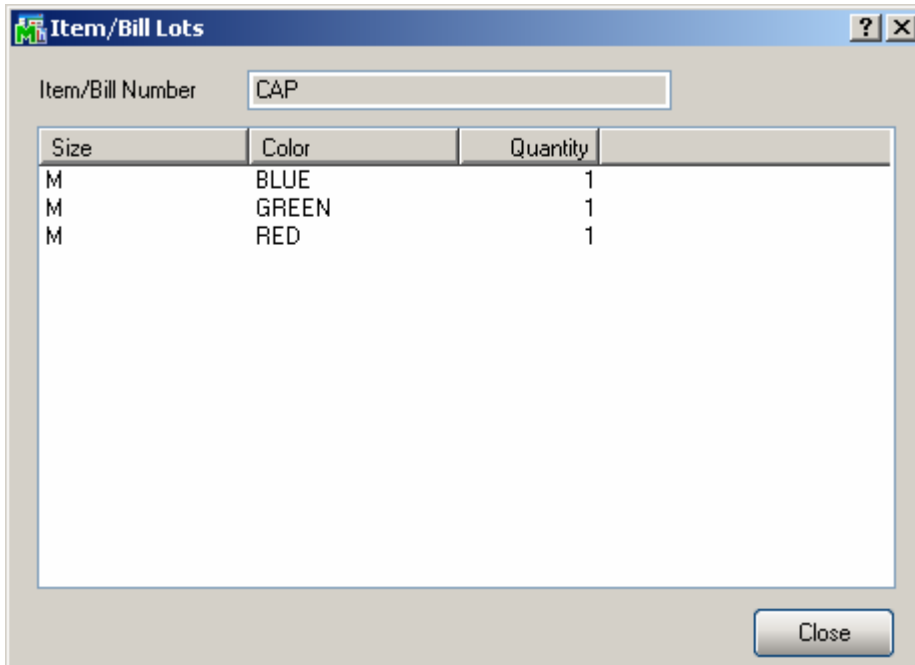 Item/Bill Lots
Item/Bill Number CAP
Size Color Quantity
M BLUE 1
M GREEN 1
M RED 1
Close